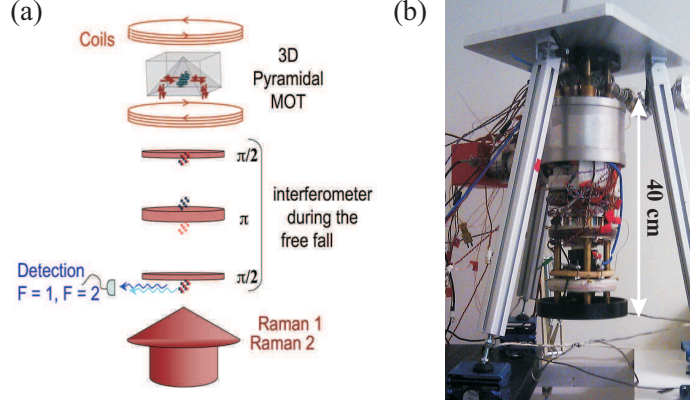 (a)
Coils
3D
Pyramidal
MOT
π/2
π
interferometer
during the
free fall
Detection
F = 1, F = 2
π/2
Raman 1
Raman 2
(b)
40 cm